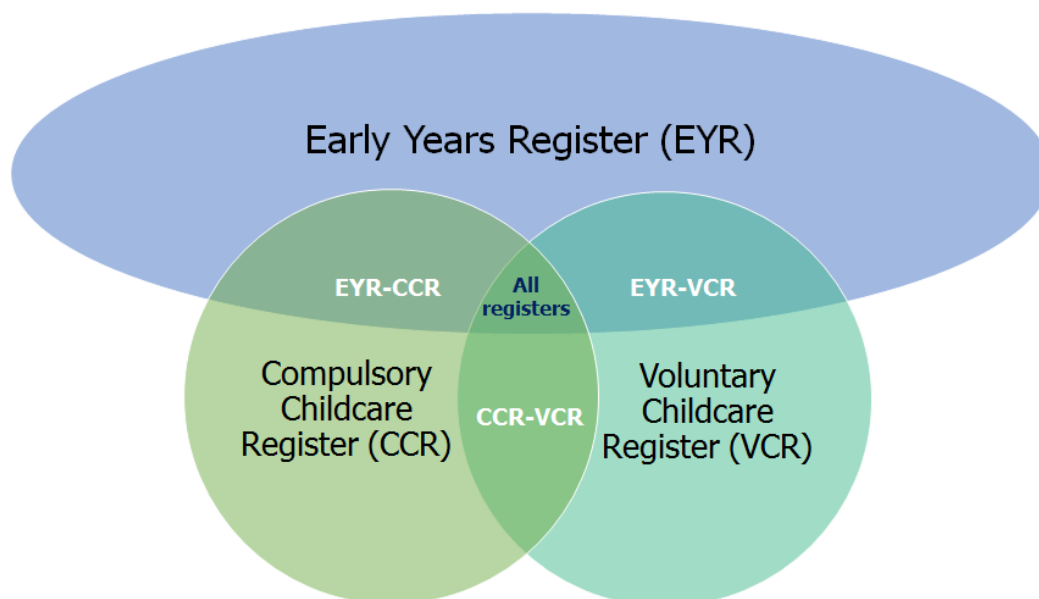 Early Years Register (EYR)
EYR-CCR
All
registers
EYR-VCR
Compulsory
Childcare
Register (CCR)
CCR-VCR
Voluntary
Childcare
Register (VCR)